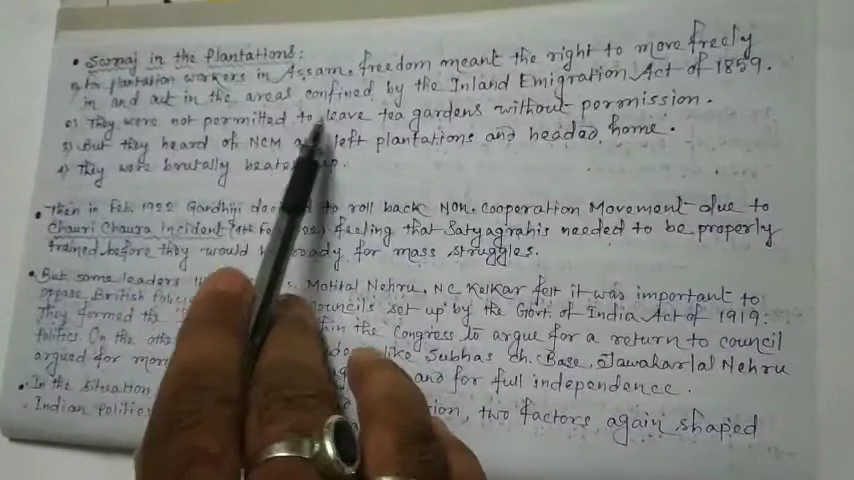 • Swaraj in the Plantations:
1) For plantation workers in Assam, freedom meant the right to move freely
in and out in the areas confined by the Inland Emigration Act of 1859.
2) They were not permitted to leave tea gardens without permission.
3) But they heard of NCM left plantations and headed home.
4) They were brutally beaten up.
• Then in Feb. 1922 Gandhiji to roll back Non. Cooperation Movement due to
Chauri Chaura incident feeling that Satyagrahis needed to be properly
trained before they would ready for mass struggles.
• But some leaders Motilal Nehru, NC Kelkar felt it was important to
oppose British
They formed the Councils set up by the Govt. of India Act of 1919.
politics. On the the Congress to argue for a return to council
argued for like Subhas Ch. Bose, Jawaharlal Nehru
and for full independence.
• In the situation two factors again shaped
Indian